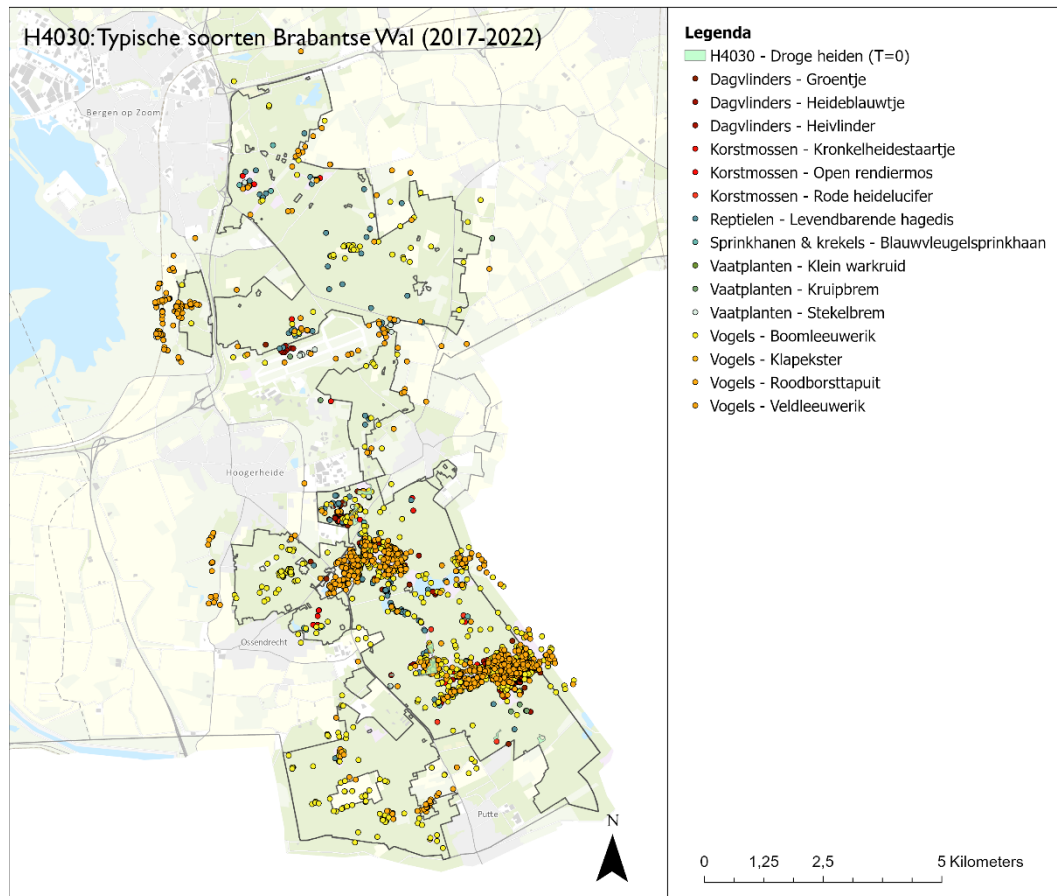 H4030: Typische soorten Brabantse Wal (2017-2022)
Bergen op Zoom
Hoogerheide
Ossendrecht
Putte
N
Legenda
H4030 - Droge heiden (T=0)
Dagvlinders - Groentje
Dagvlinders - Heideblauwtje
Dagvlinders - Heivlinder
Korstmossen - Kronkelheidestaartje
Korstmossen - Open rendiermos
Korstmossen - Rode heidelucifer
Reptielen - Levendbarende hagedis
Sprinkhanen & krekels - Blauwvleugelsprinkhaan
Vaatplanten - Klein warkruid
Vaatplanten - Kruipbrem
Vaatplanten - Stekelbrem
Vogels - Boomleeuwerik
Vogels - Klapekster
Vogels - Roodborsttapuit
Vogels - Veldleeuwerik
0 1,25 2,5 5 Kilometers